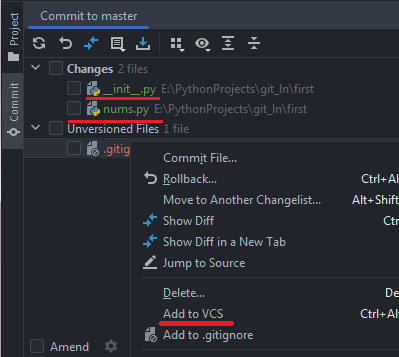 Commit to master
Project
Commit
Changes 2 files
__init__.py E:\PythonProjects\git_ln\first
nums.py E:\PythonProjects\git_ln\first
Unversioned Files 1 file
.gitig
Commit File...
Rollback... Ctrl+Al
Move to Another Changelist... Alt+Shift
Show Diff Ctr
Show Diff in a New Tab
Jump to Source
Delete... De
Add to VCS Ctrl+Al
Add to .gitignore
Amend